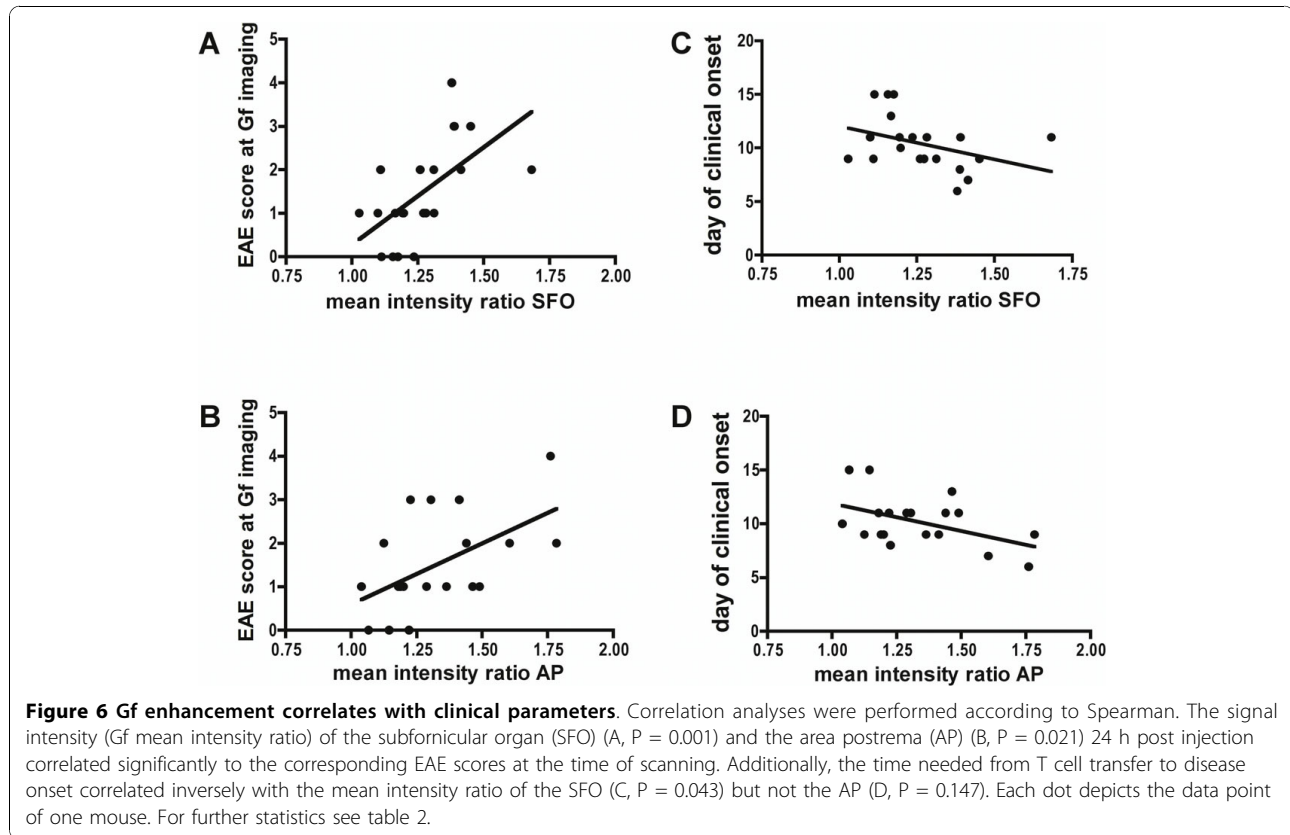 A
EAE score at Gf imaging
5
4
3
2
1
0
0.75 1.00 1.25 1.50 1.75 2.00
mean intensity ratio SFO
C
day of clinical onset
20
15
10
5
0
0.75 1.00 1.25 1.50 1.75
mean intensity ratio SFO
B
EAE score at Gf imaging
5
4
3
2
1
0
0.75 1.00 1.25 1.50 1.75 2.00
mean intensity ratio AP
D
day of clinical onset
20
15
10
5
0
0.75 1.00 1.25 1.50 1.75 2.00
mean intensity ratio AP
Figure 6 Gf enhancement correlates with clinical parameters. Correlation analyses were performed according to Spearman. The signal
intensity (Gf mean intensity ratio) of the subfornicular organ (SFO) (A, P = 0.001) and the area postrema (AP) (B, P = 0.021) 24 h post injection
correlated significantly to the corresponding EAE scores at the time of scanning. Additionally, the time needed from T cell transfer to disease
onset correlated inversely with the mean intensity ratio of the SFO (C, P = 0.043) but not the AP (D, P = 0.147). Each dot depicts the data point
of one mouse. For further statistics see table 2.